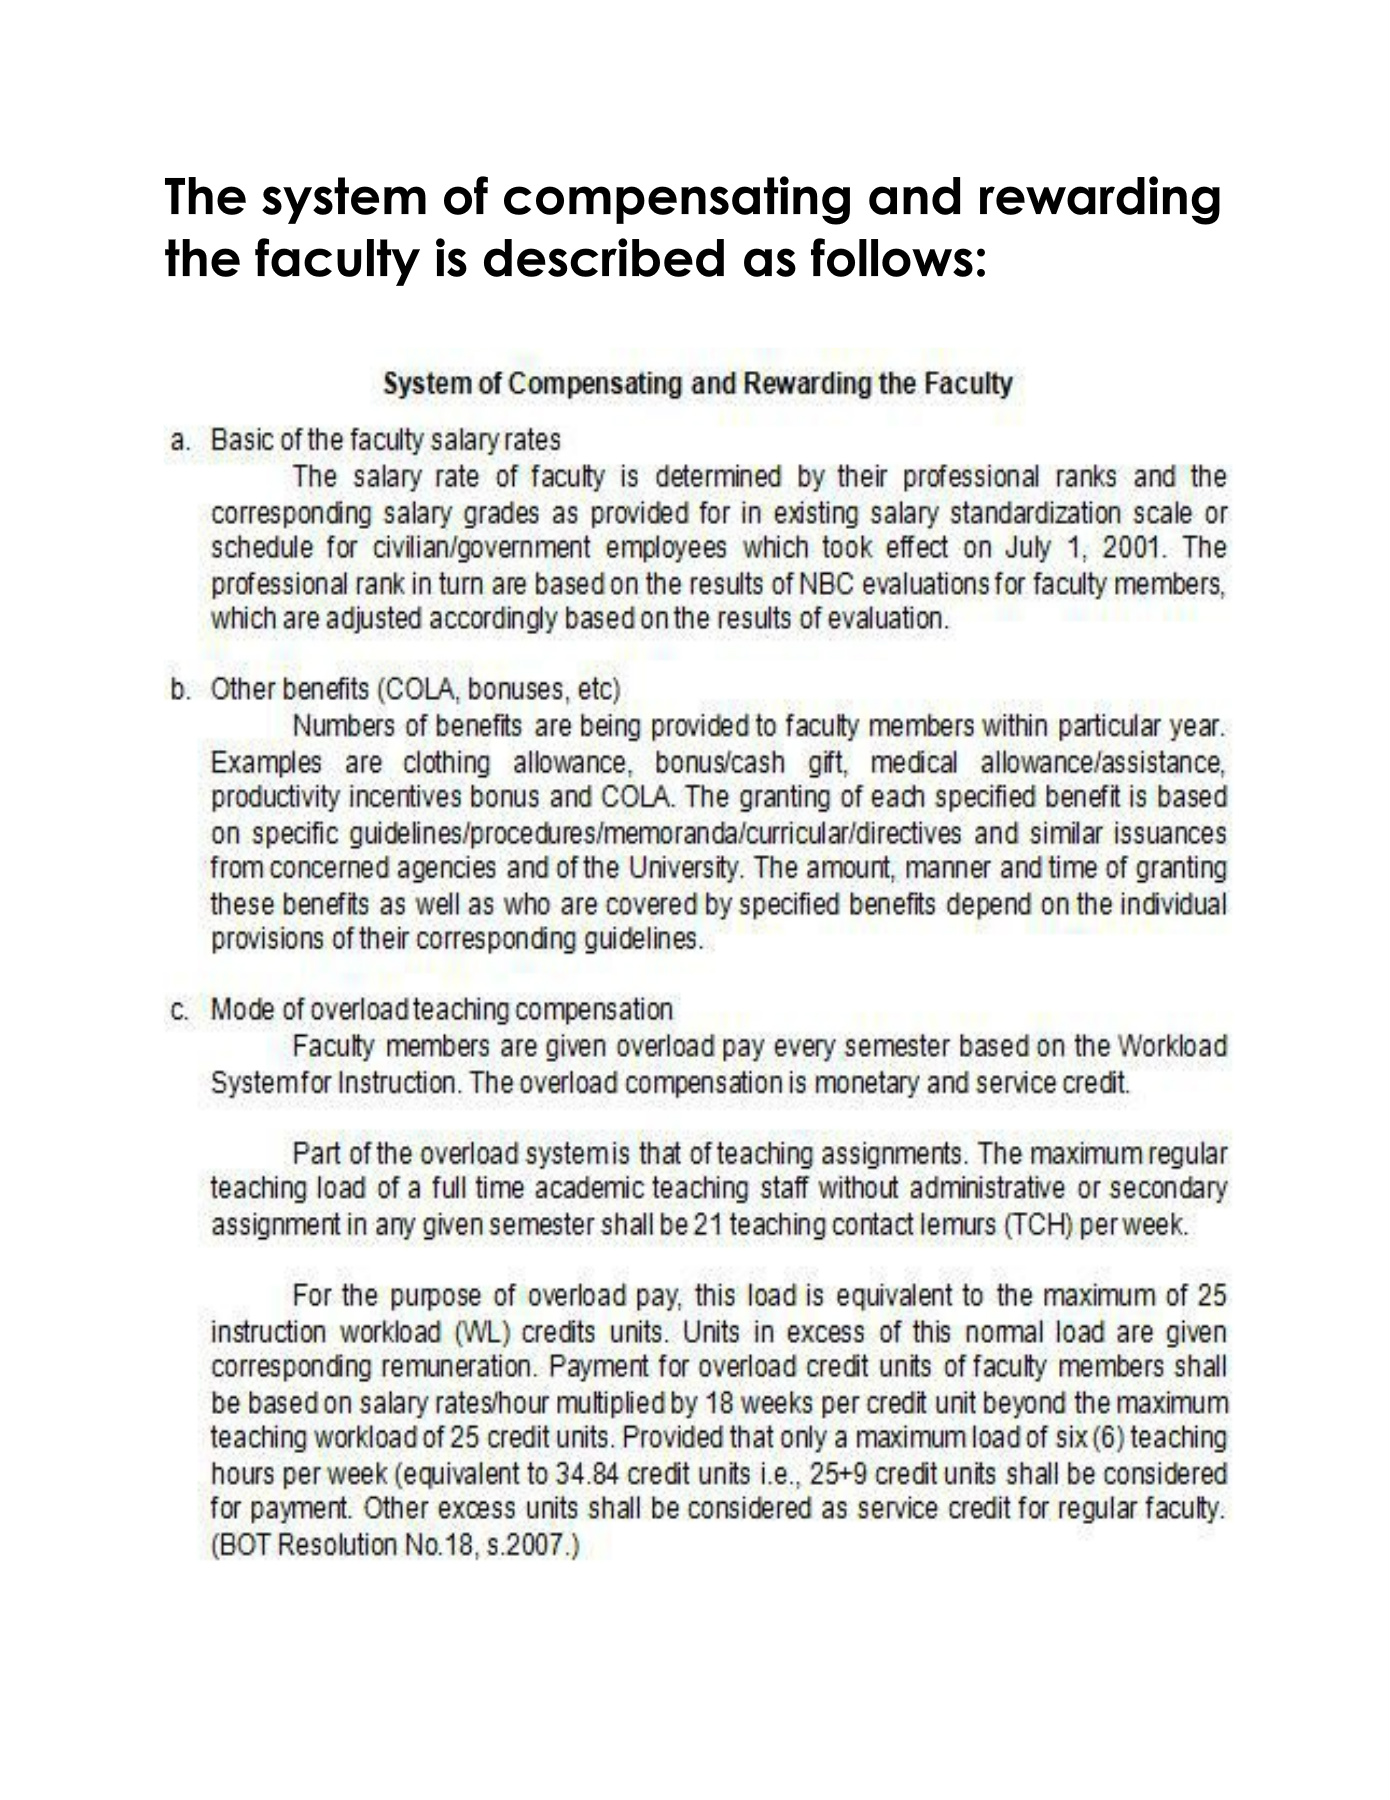 The system of compensating and rewarding
the faculty is described as follows:
System of Compensating and Rewarding the Faculty
a. Basic of the faculty salary rates
The salary rate of faculty is determined by their professional ranks and the
corresponding salary grades as provided for in existing salary standardization scale or
schedule for civilian/government employees which took effect on July 1, 2001. The
professional rank in turn are based on the results of NBC evaluations for faculty members,
which are adjusted accordingly based on the results of evaluation.
b. Other benefits (COLA, bonuses, etc)
Numbers of benefits are being provided to faculty members within particular year.
Examples are clothing allowance, bonus/cash gift, medical allowance/assistance,
productivity incentives bonus and COLA. The granting of each specified benefit is based
on specific guidelines/procedures/memoranda/curricular/directives and similar issuances
from concerned agencies and of the University. The amount, manner and time of granting
these benefits as well as who are covered by specified benefits depend on the individual
provisions of their corresponding guidelines.
c. Mode of overload teaching compensation
Faculty members are given overload pay every semester based on the Workload
System for Instruction. The overload compensation is monetary and service credit.
Part of the overload system is that of teaching assignments. The maximum regular
teaching load of a full time academic teaching staff without administrative or secondary
assignment in any given semester shall be 21 teaching contact lemurs (TCH) per week.
For the purpose of overload pay, this load is equivalent to the maximum of 25
instruction workload (WL) credits units. Units in excess of this normal load are given
corresponding remuneration. Payment for overload credit units of faculty members shall
be based on salary rates/hour multiplied by 18 weeks per credit unit beyond the maximum
teaching workload of 25 credit units. Provided that only a maximum load of six (6) teaching
hours per week (equivalent to 34.84 credit units i.e., 25+9 credit units shall be considered
for payment. Other excess units shall be considered as service credit for regular faculty.
(BOT Resolution No.18, s.2007.)